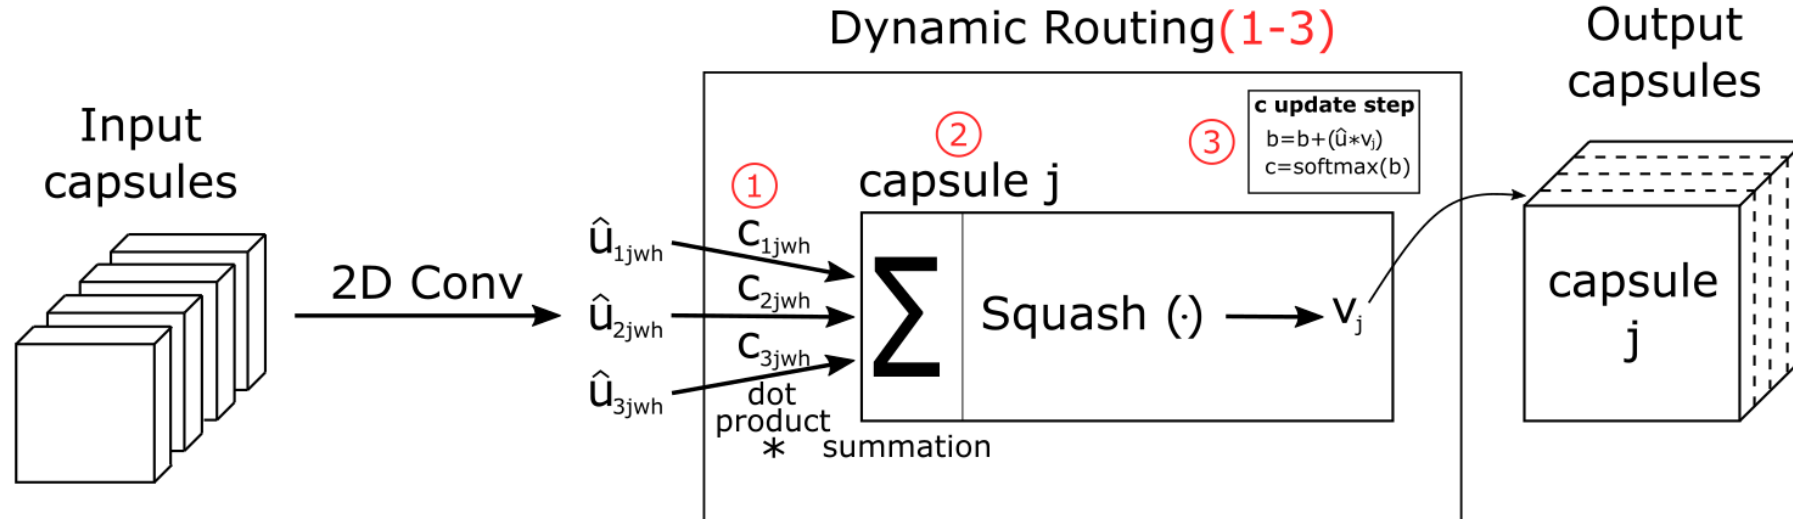 Input
capsules
2D Conv
û1jwh
û2jwh
û3jwh
Dynamic Routing(1-3)
1
c1jwh
c2jwh
c3jwh
dot
product
*
2
capsule j
∑
summation
Squash (·)
vj
3
c update step
b=b+(û*vj)
c=softmax(b)
Output
capsules
capsule
j